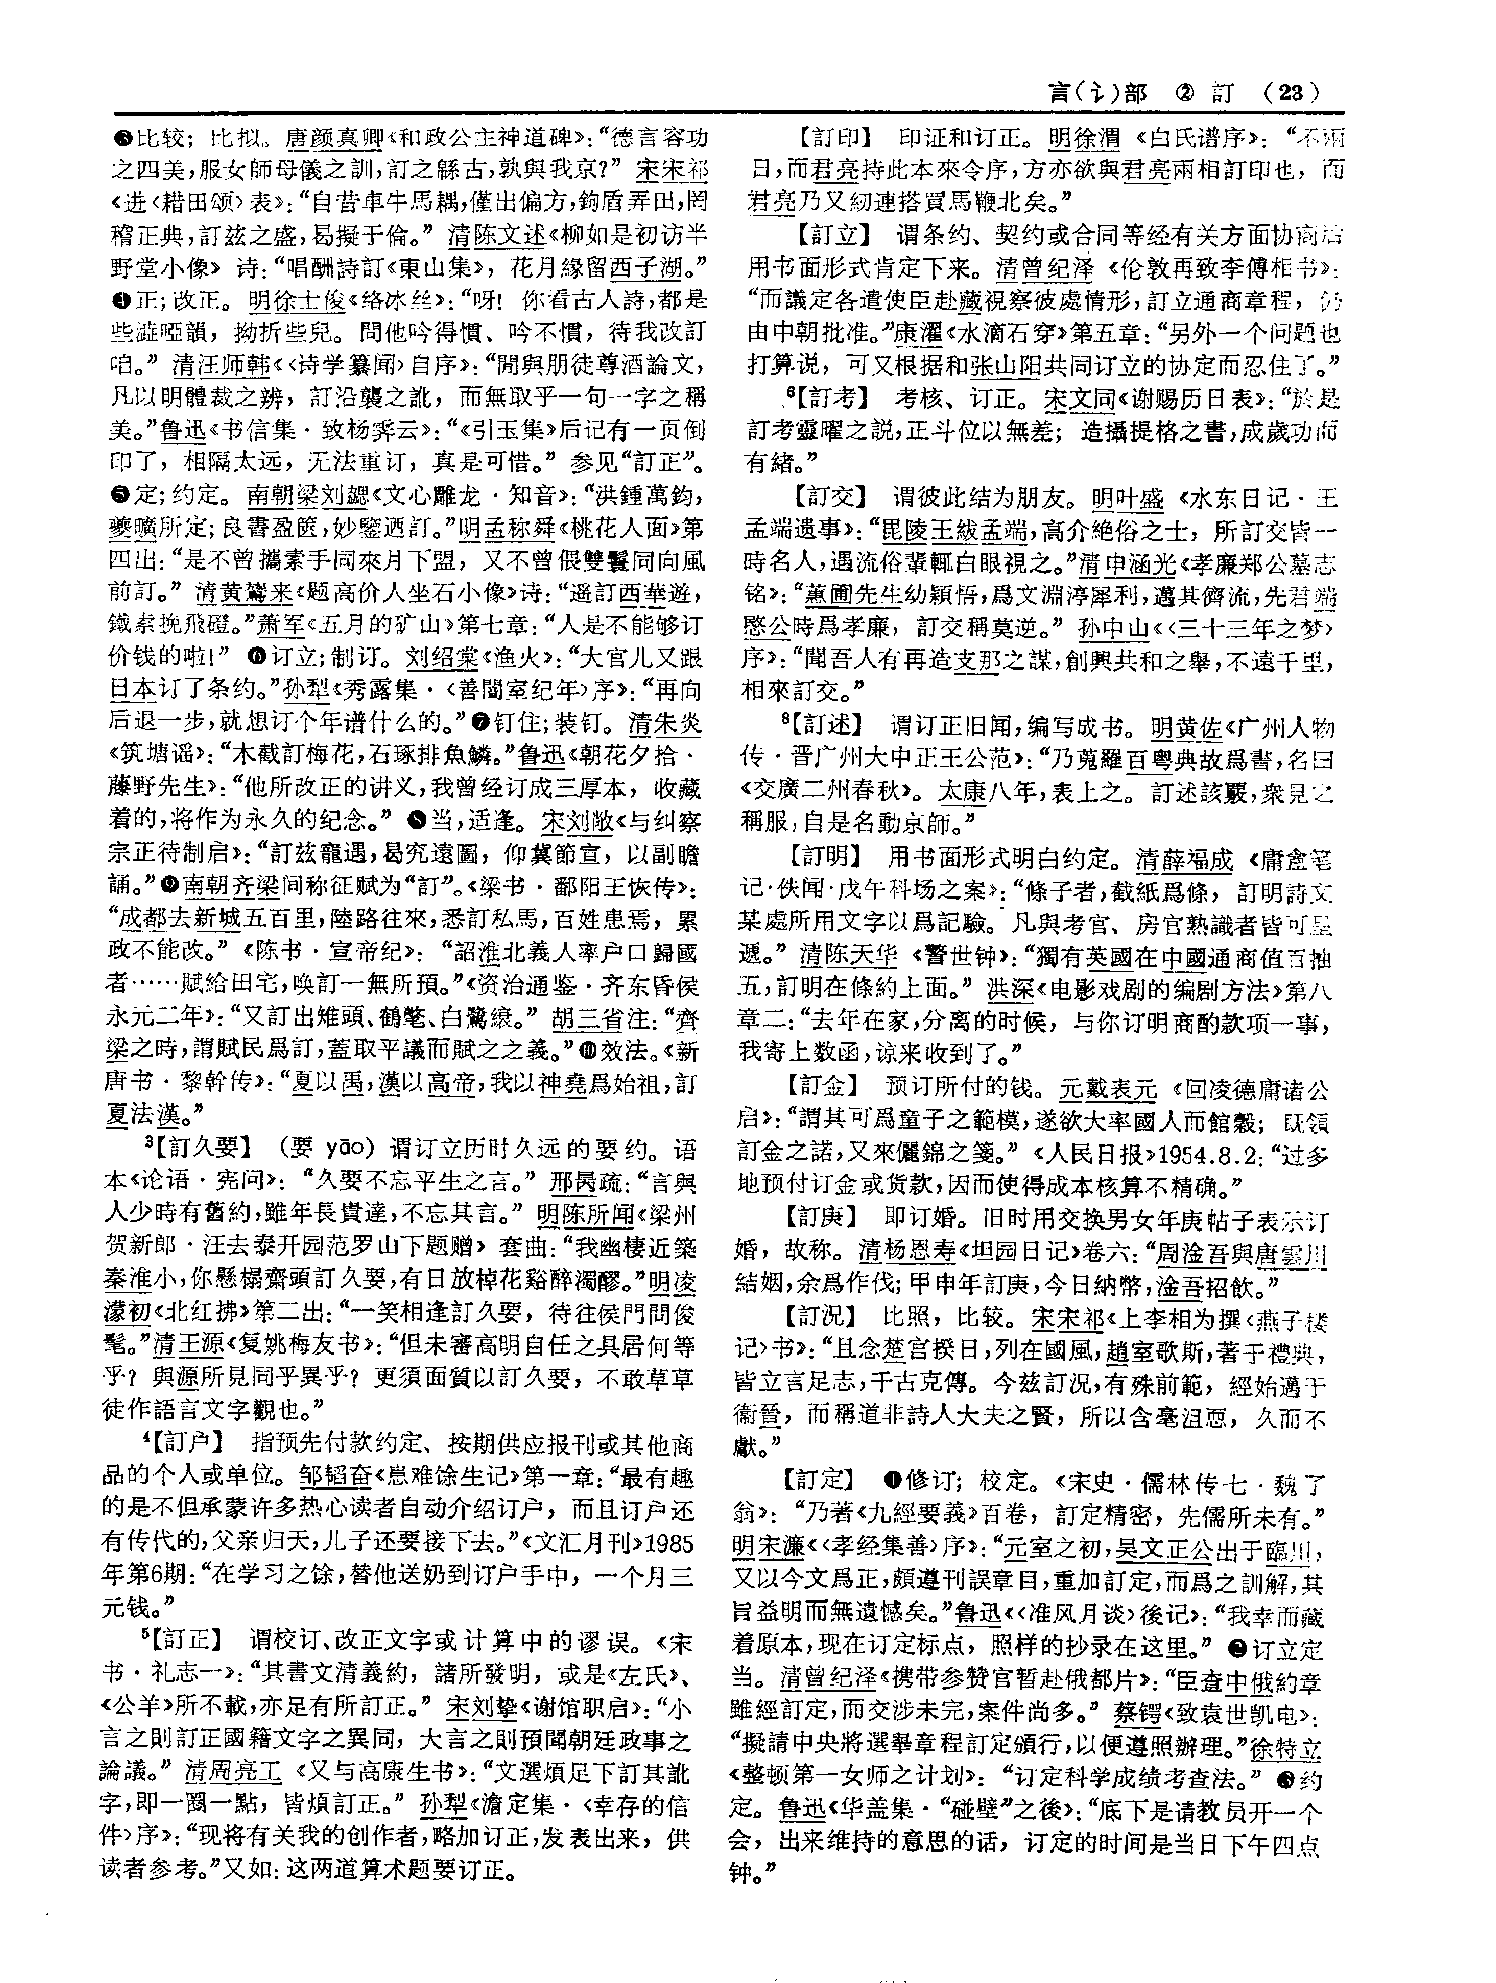 言(讠)部 ② 訂 (23)
❸比较；比拟。唐颜真卿《和政公主神道碑》：“德言容功
之四美，服女師母儀之訓，訂之緜古，孰與我京？” 宋宋祁
《进〈耤田颂〉表》：“自昔車牛馬耦，僅出偏方，鉤盾弄田，罔
稽正典，訂兹之盛，曷擬于倫。” 清陈文述《柳如是初访半
野堂小像》 诗：“唱酬詩訂《東山集》，花月緣留西子湖。”
❹正；改正。明徐士俊《络冰丝》：“呀！你看古人詩，都是
些謚啞韻，拗折些兒。問他吟得慣、吟不慣，待我改訂
咱。” 清汪师韩《〈诗学纂闻〉自序》：“閒與朋徒尊酒論文，
凡以明體裁之辨，訂沿襲之訛，而無取乎一句一字之稱
美。”鲁迅《书信集·致杨霁云》：“《引玉集》后记有一页倒
印了，相隔太远，无法重订，真是可惜。” 参见“訂正”。
❺定；约定。南朝梁刘勰《文心雕龙·知音》：“洪鍾萬鈞，
夔曠所定；良書盈篋，妙鑒迺訂。”明孟称舜《桃花人面》第
四出：“是不曾攜素手同來月下盟，又不曾偎雙鬟同向風
前訂。” 清黄鷟来《题高价人坐石小像》诗：“遥訂西華遊，
鐵索挽飛磴。”萧军《五月的矿山》第七章：“人是不能够订
价钱的啦！” ❻订立；制订。刘绍棠《渔火》：“大官儿又跟
日本订了条约。”孙犁《秀露集·〈善闇室纪年〉序》：“再向
后退一步，就想订个年谱什么的。”❼钉住；装钉。清朱炎
《筑塘谣》：“木截訂梅花，石琢排魚鱗。”鲁迅《朝花夕拾·
藤野先生》：“他所改正的讲义，我曾经订成三厚本，收藏
着的，将作为永久的纪念。” ❽当，适逢。宋刘敞《与纠察
宗正待制启》：“訂兹寵遇，曷究遠圖，仰冀節宣，以副瞻
誦。”❾南朝齐梁间称征赋为“訂”。《梁书·鄱阳王恢传》：
“成都去新城五百里，陸路往來，悉訂私馬，百姓患焉，累
政不能改。” 《陈书·宣帝纪》：“詔淮北義人率户口歸國
者……賦給田宅，唤訂一無所預。”《资治通鉴·齐东昏侯
永元二年》：“又訂出雉頭、鶴氅、白鷺縗。” 胡三省注：“齊
梁之時，謂賦民爲訂，蓋取平議而賦之之義。”❿效法。《新
唐书·黎幹传》：“夏以禹，漢以高帝，我以神堯爲始祖，訂
夏法漢。”
³【訂久要】 (要 yāo) 谓订立历时久远的要约。语
本《论语·宪问》：“久要不忘平生之言。” 邢昺疏：“言與
人少時有舊約，雖年長貴達，不忘其言。” 明陈所闻《梁州
贺新郎·汪去泰开园范罗山下题赠》 套曲：“我幽棲近築
秦淮小，你懸榻齋頭訂久要，有日放棹花谿醉濁醪。”明凌
濛初《北红拂》第二出：“一笑相逢訂久要，待往侯門問俊
髦。”清王源《复姚梅友书》：“但未審高明自任之具居何等
乎？與源所見同乎異乎？更須面質以訂久要，不敢草草
徒作語言文字觀也。”
⁴【訂户】 指预先付款约定、按期供应报刊或其他商
品的个人或单位。邹韬奋《患难馀生记》第一章：“最有趣
的是不但承蒙许多热心读者自动介绍订户，而且订户还
有传代的，父亲归天，儿子还要接下去。”《文汇月刊》1985
年第6期：“在学习之馀，替他送奶到订户手中，一个月三
元钱。”
⁵【訂正】 谓校订、改正文字或计算中的谬误。《宋
书·礼志一》：“其書文清義約，諸所發明，或是《左氏》、
《公羊》所不載，亦足有所訂正。” 宋刘挚《谢馆职启》：“小
言之則訂正國籍文字之異同，大言之則預聞朝廷政事之
論議。” 清周亮工 《又与高康生书》：“文選煩足下訂其訛
字，即一圈一點，皆煩訂正。” 孙犁《澹定集·〈幸存的信
件〉序》：“现将有关我的创作者，略加订正，发表出来，供
读者参考。”又如：这两道算术题要订正。
【訂印】 印证和订正。明徐渭 《白氏谱序》：“不兩
日，而君亮持此本來令序，方亦欲與君亮兩相訂印也，而
君亮乃又紉連搭買馬鞭北矣。”
【訂立】 谓条约、契约或合同等经有关方面协商后
用书面形式肯定下来。清曾纪泽 《伦敦再致李傅相书》：
“而議定各遣使臣赴藏視察彼處情形，訂立通商章程，仍
由中朝批准。”康濯《水滴石穿》第五章：“另外一个问题也
打算说，可又根据和张山阳共同订立的协定而忍住了。”
⁶【訂考】 考核、订正。宋文同《谢赐历日表》：“於是
訂考靈曜之説，正斗位以無差；造攝提格之書，成歲功而
有緒。”
【訂交】 谓彼此结为朋友。明叶盛 《水东日记·王
孟端遗事》：“毘陵王紱孟端，高介絶俗之士，所訂交皆一
時名人，遇流俗輩輒白眼視之。”清申涵光《孝廉郑公墓志
铭》：“薰圃先生幼穎悟，爲文淵渟犀利，邁其儕流，先君端
愍公時爲孝廉，訂交稱莫逆。” 孙中山《〈三十三年之梦〉
序》：“聞吾人有再造支那之謀，創興共和之舉，不遠千里，
相來訂交。”
⁸【訂述】 谓订正旧闻，编写成书。明黄佐《广州人物
传·晋广州大中正王公范》：“乃蒐羅百粤典故爲書，名曰
《交廣二州春秋》。太康八年，表上之。訂述該覈，衆見之
稱服，自是名動京師。”
【訂明】 用书面形式明白约定。清薛福成 《庸盦笔
记·佚闻·戊午科场之案》：“條子者，截紙爲條，訂明詩文
某處所用文字以爲記驗。凡與考官、房官熟識者皆可呈
遞。” 清陈天华 《警世钟》：“獨有英國在中國通商值百抽
五，訂明在條約上面。” 洪深《电影戏剧的编剧方法》第八
章二：“去年在家，分离的时候，与你订明商酌款项一事，
我寄上数函，谅来收到了。”
【訂金】 预订所付的钱。元戴表元 《回凌德庸诸公
启》：“謂其可爲童子之範模，遂欲大率國人而館穀；既領
訂金之諾，又來儷錦之箋。” 《人民日报》1954.8.2：“过多
地预付订金或货款，因而使得成本核算不精确。”
【訂庚】 即订婚。旧时用交换男女年庚帖子表示订
婚，故称。清杨恩寿《坦园日记》卷六：“周淦吾與唐雲川
結姻，余爲作伐；甲申年訂庚，今日納幣，淦吾招飲。”
【訂況】 比照，比较。宋宋祁《上李相为撰〈燕子楼
记〉书》：“且念楚宫揆日，列在國風，趙室歌斯，著于禮典，
皆立言足志，千古克傳。今兹訂況，有殊前範，經始邁于
衞晉，而稱道非詩人大夫之賢，所以含毫沮恧，久而不
獻。”
【訂定】 ❶修订；校定。《宋史·儒林传七·魏了
翁》：“乃著《九經要義》百卷，訂定精密，先儒所未有。”
明宋濂《〈孝经集善〉序》：“元室之初，吴文正公出于臨川，
又以今文爲正，頗遵刊誤章目，重加訂定，而爲之訓解，其
旨益明而無遺憾矣。”鲁迅《〈准风月谈〉後记》：“我幸而藏
着原本，现在订定标点，照样的抄录在这里。” ❷订立定
当。清曾纪泽《携带参赞官暂赴俄都片》：“臣查中俄約章
雖經訂定，而交涉未完，案件尚多。” 蔡锷《致袁世凯电》：
“擬請中央將選舉章程訂定頒行，以便遵照辦理。”徐特立
《整顿第一女师之计划》：“订定科学成绩考查法。” ❸约
定。鲁迅《华盖集·“碰壁”之後》：“底下是请教员开一个
会，出来维持的意思的话，订定的时间是当日下午四点
钟。”